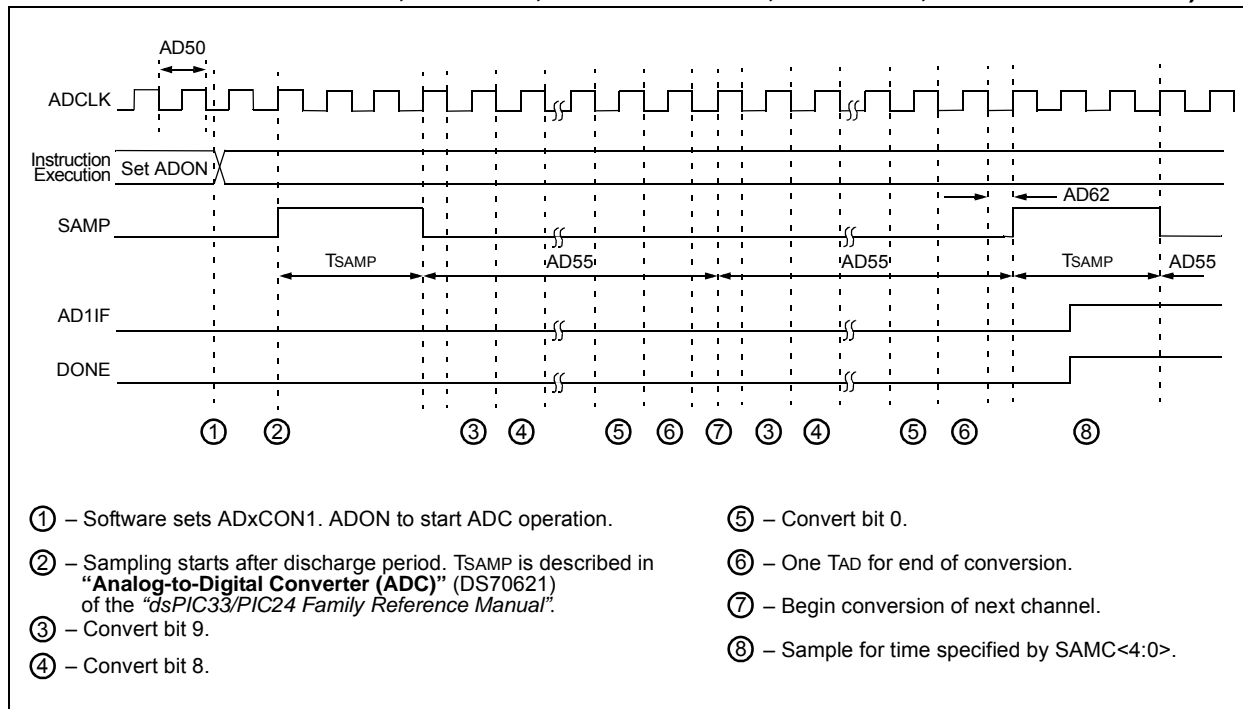 AD50
ADCLK
Instruction
Execution
Set ADON
SAMP
AD62
TSAMP
AD55
AD55
TSAMP
AD55
AD1IF
DONE
① ② ③ ④ ⑤ ⑥ ⑦ ③ ④ ⑤ ⑥ ⑧
① – Software sets ADxCON1. ADON to start ADC operation.
② – Sampling starts after discharge period. TSAMP is described in
“Analog-to-Digital Converter (ADC)” (DS70621)
of the “dsPIC33/PIC24 Family Reference Manual”.
③ – Convert bit 9.
④ – Convert bit 8.
⑤ – Convert bit 0.
⑥ – One TAD for end of conversion.
⑦ – Begin conversion of next channel.
⑧ – Sample for time specified by SAMC<4:0>.